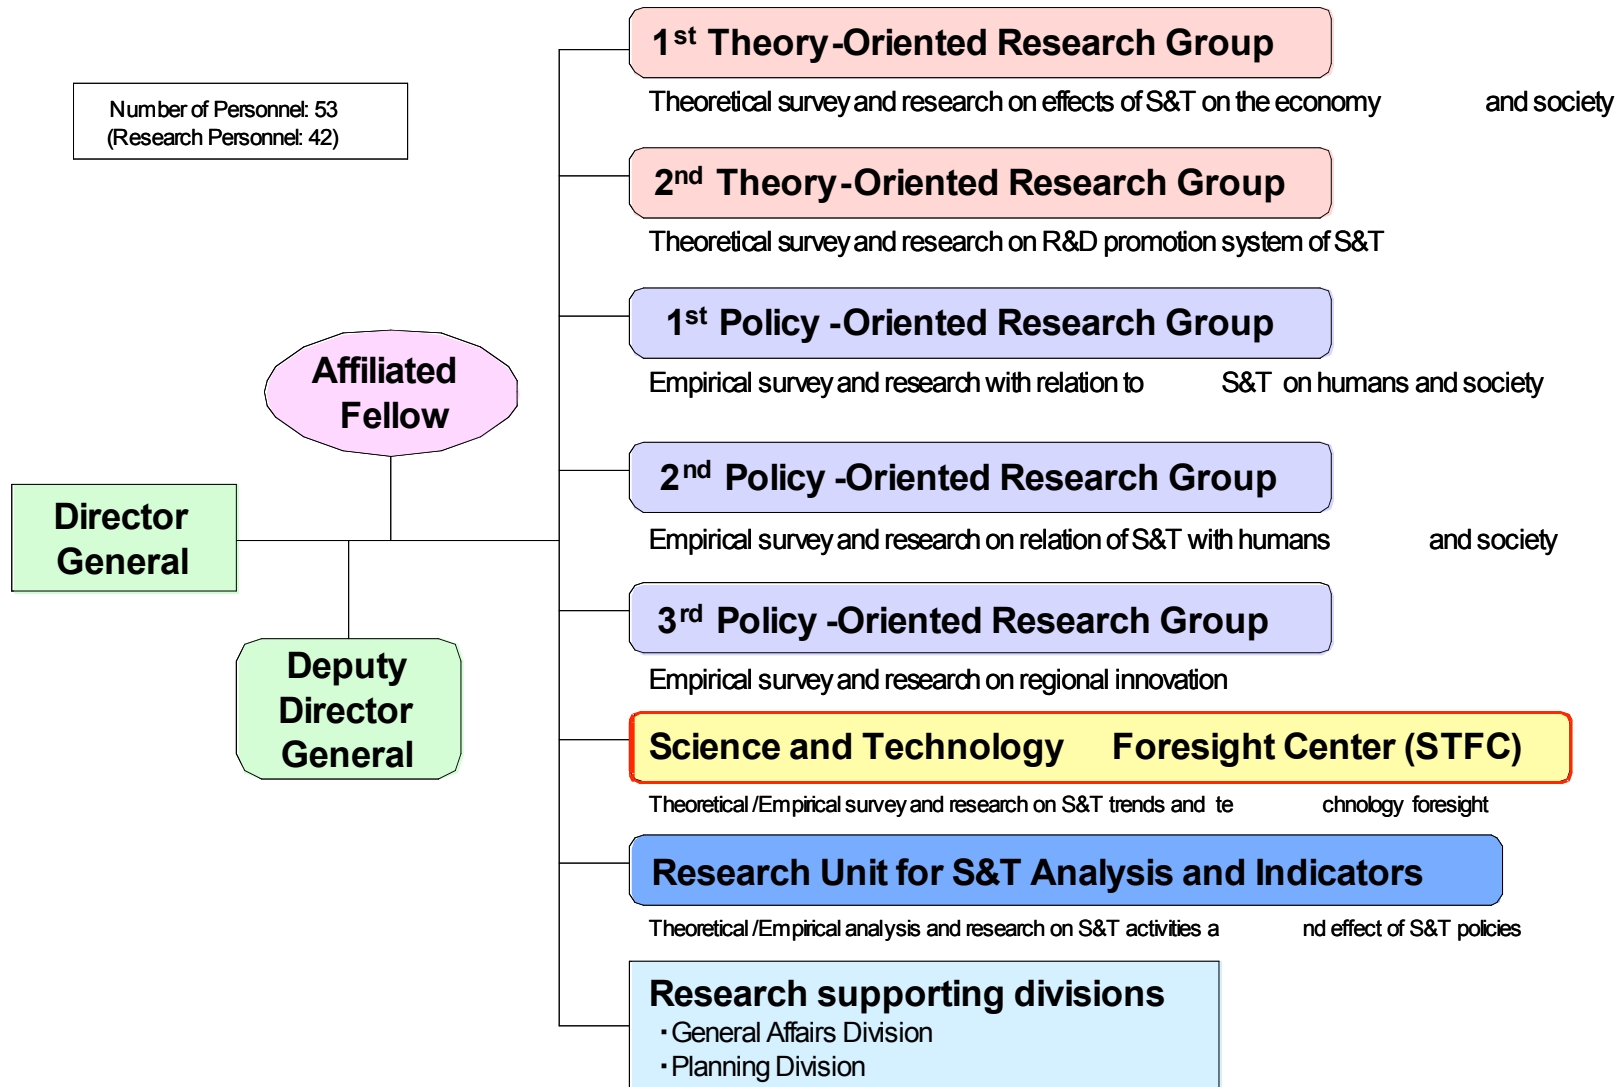 Number of Personnel: 53
(Research Personnel: 42)
1st Theory-Oriented Research Group
Theoretical survey and research on effects of S&T on the economy and society
2nd Theory-Oriented Research Group
Theoretical survey and research on R&D promotion system of S&T
1st Policy -Oriented Research Group
Empirical survey and research with relation to S&T on humans and society
2nd Policy -Oriented Research Group
Empirical survey and research on relation of S&T with humans and society
3rd Policy -Oriented Research Group
Empirical survey and research on regional innovation
Science and Technology Foresight Center (STFC)
Theoretical /Empirical survey and research on S&T trends and te chnology foresight
Research Unit for S&T Analysis and Indicators
Theoretical /Empirical analysis and research on S&T activities a nd effect of S&T policies
Research supporting divisions
・General Affairs Division
・Planning Division
Affiliated
Fellow
Director
General
Deputy
Director
General